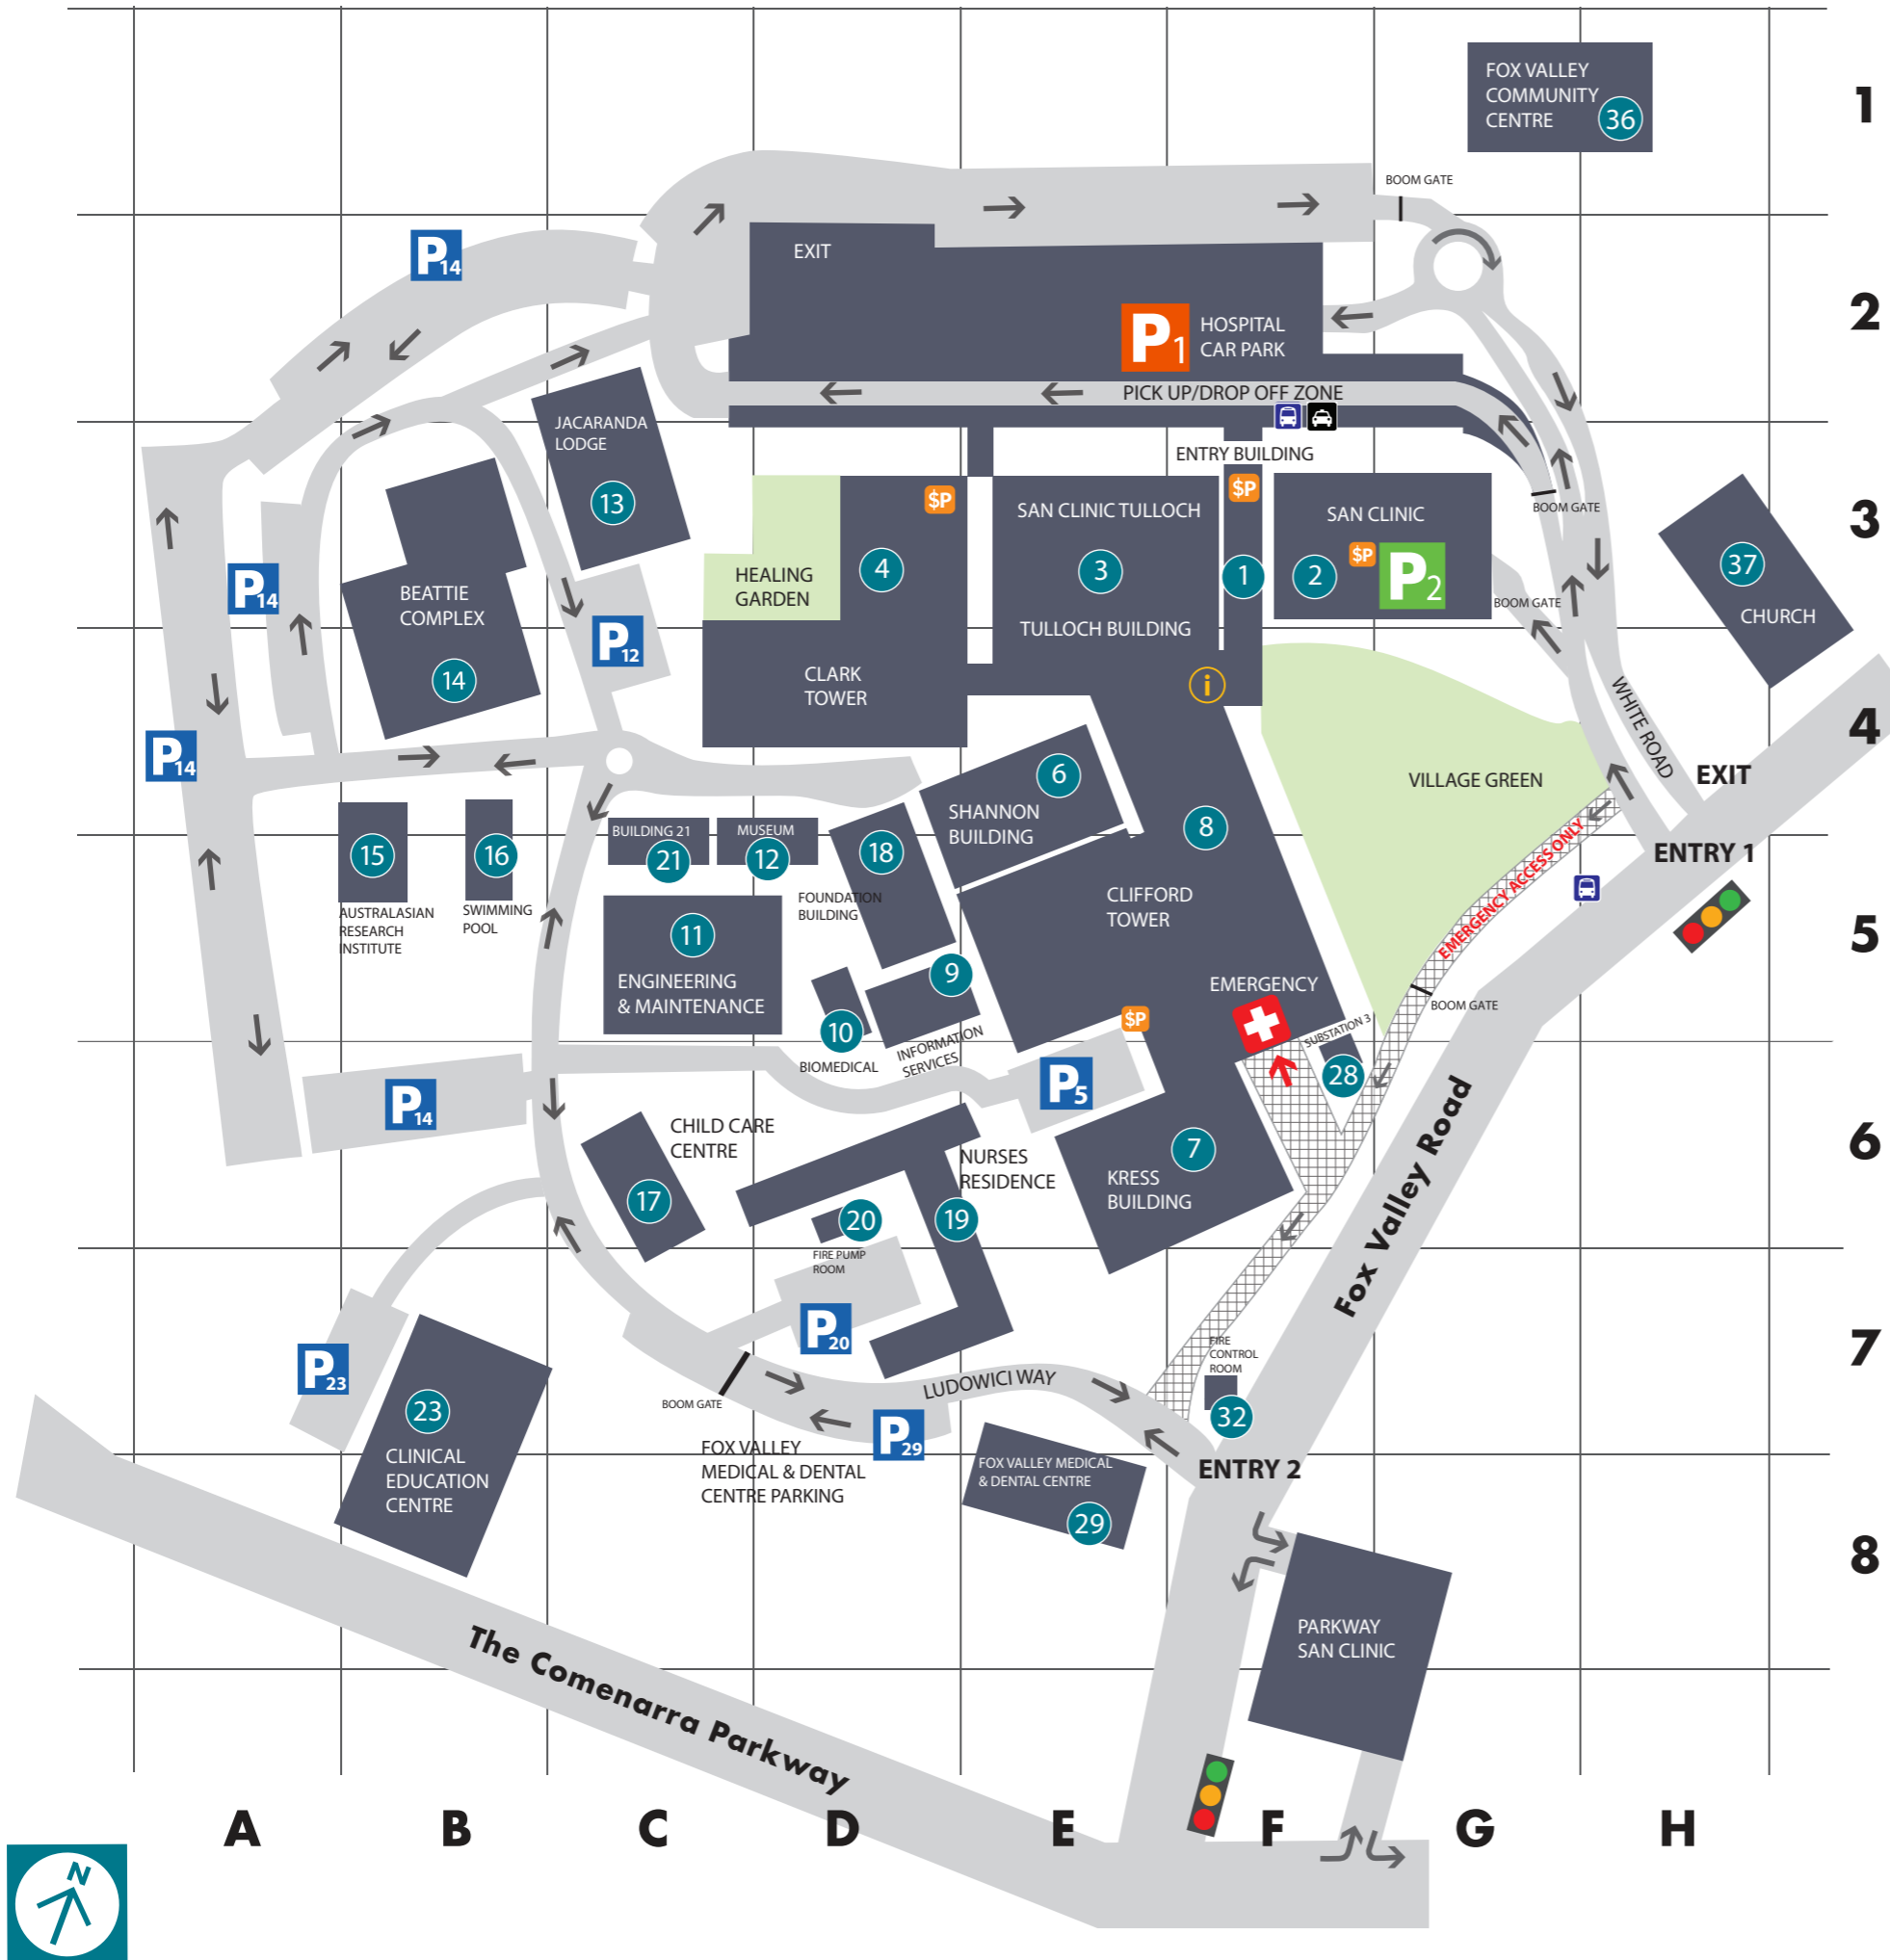 FOX VALLEY
COMMUNITY
CENTRE
36
1
BOOM GATE
P14
EXIT
2
P1
HOSPITAL
CAR PARK
PICK UP/DROP OFF ZONE
JACARANDA
LODGE
13
ENTRY BUILDING
$P
$P
SAN CLINIC TULLOCH
SAN CLINIC
BOOM GATE
3
4
3
1
2
$P
P2
37
CHURCH
P14
BEATTIE
COMPLEX
HEALING
GARDEN
BOOM GATE
P12
TULLOCH BUILDING
14
CLARK
TOWER
i
WHITE ROAD
4
P14
6
VILLAGE GREEN
EXIT
SHANNON
BUILDING
8
BUILDING 21
MUSEUM
15
16
21
12
18
EMERGENCY ACCESS ONLY
ENTRY 1
AUSTRALASIAN
RESEARCH
INSTITUTE
SWIMMING
POOL
FOUNDATION
BUILDING
CLIFFORD
TOWER
11
5
ENGINEERING
& MAINTENANCE
9
EMERGENCY
BOOM GATE
10
$P
SUBSTATION 3
BIOMEDICAL
INFORMATION
SERVICES
P5
28
P14
CHILD CARE
CENTRE
6
NURSES
RESIDENCE
7
KRESS
BUILDING
17
20
19
FIRE PUMP
ROOM
Fox Valley Road
P20
P23
FIRE
CONTROL
ROOM
7
LUDOWICI WAY
BOOM GATE
23
32
P29
CLINICAL
EDUCATION
CENTRE
FOX VALLEY
MEDICAL & DENTAL
CENTRE PARKING
FOX VALLEY MEDICAL
& DENTAL CENTRE
29
ENTRY 2
8
PARKWAY
SAN CLINIC
The Comenarra Parkway
A
B
C
D
E
F
G
H
N